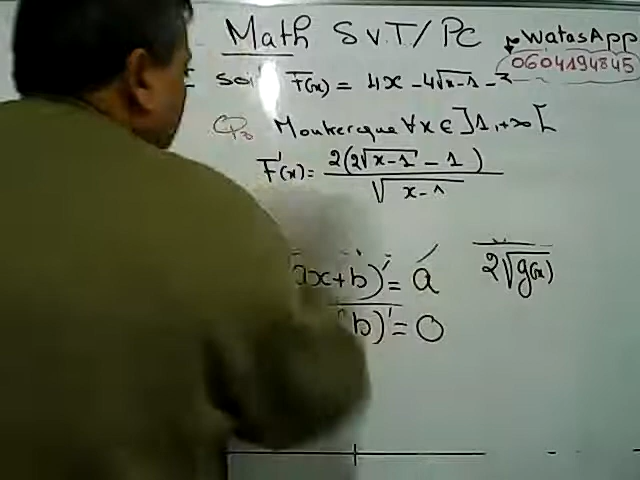 Math SVT/PC
WatasApp
0604194845
soit F(x) = 4x - 4√x-1 - 3
Q Montrer que ∀x ∈ ]1,+∞[
F'(x) = 2(2√x-1 - 1) / √x-1
(ax+b)' = a
2√g(x)
b)' = 0